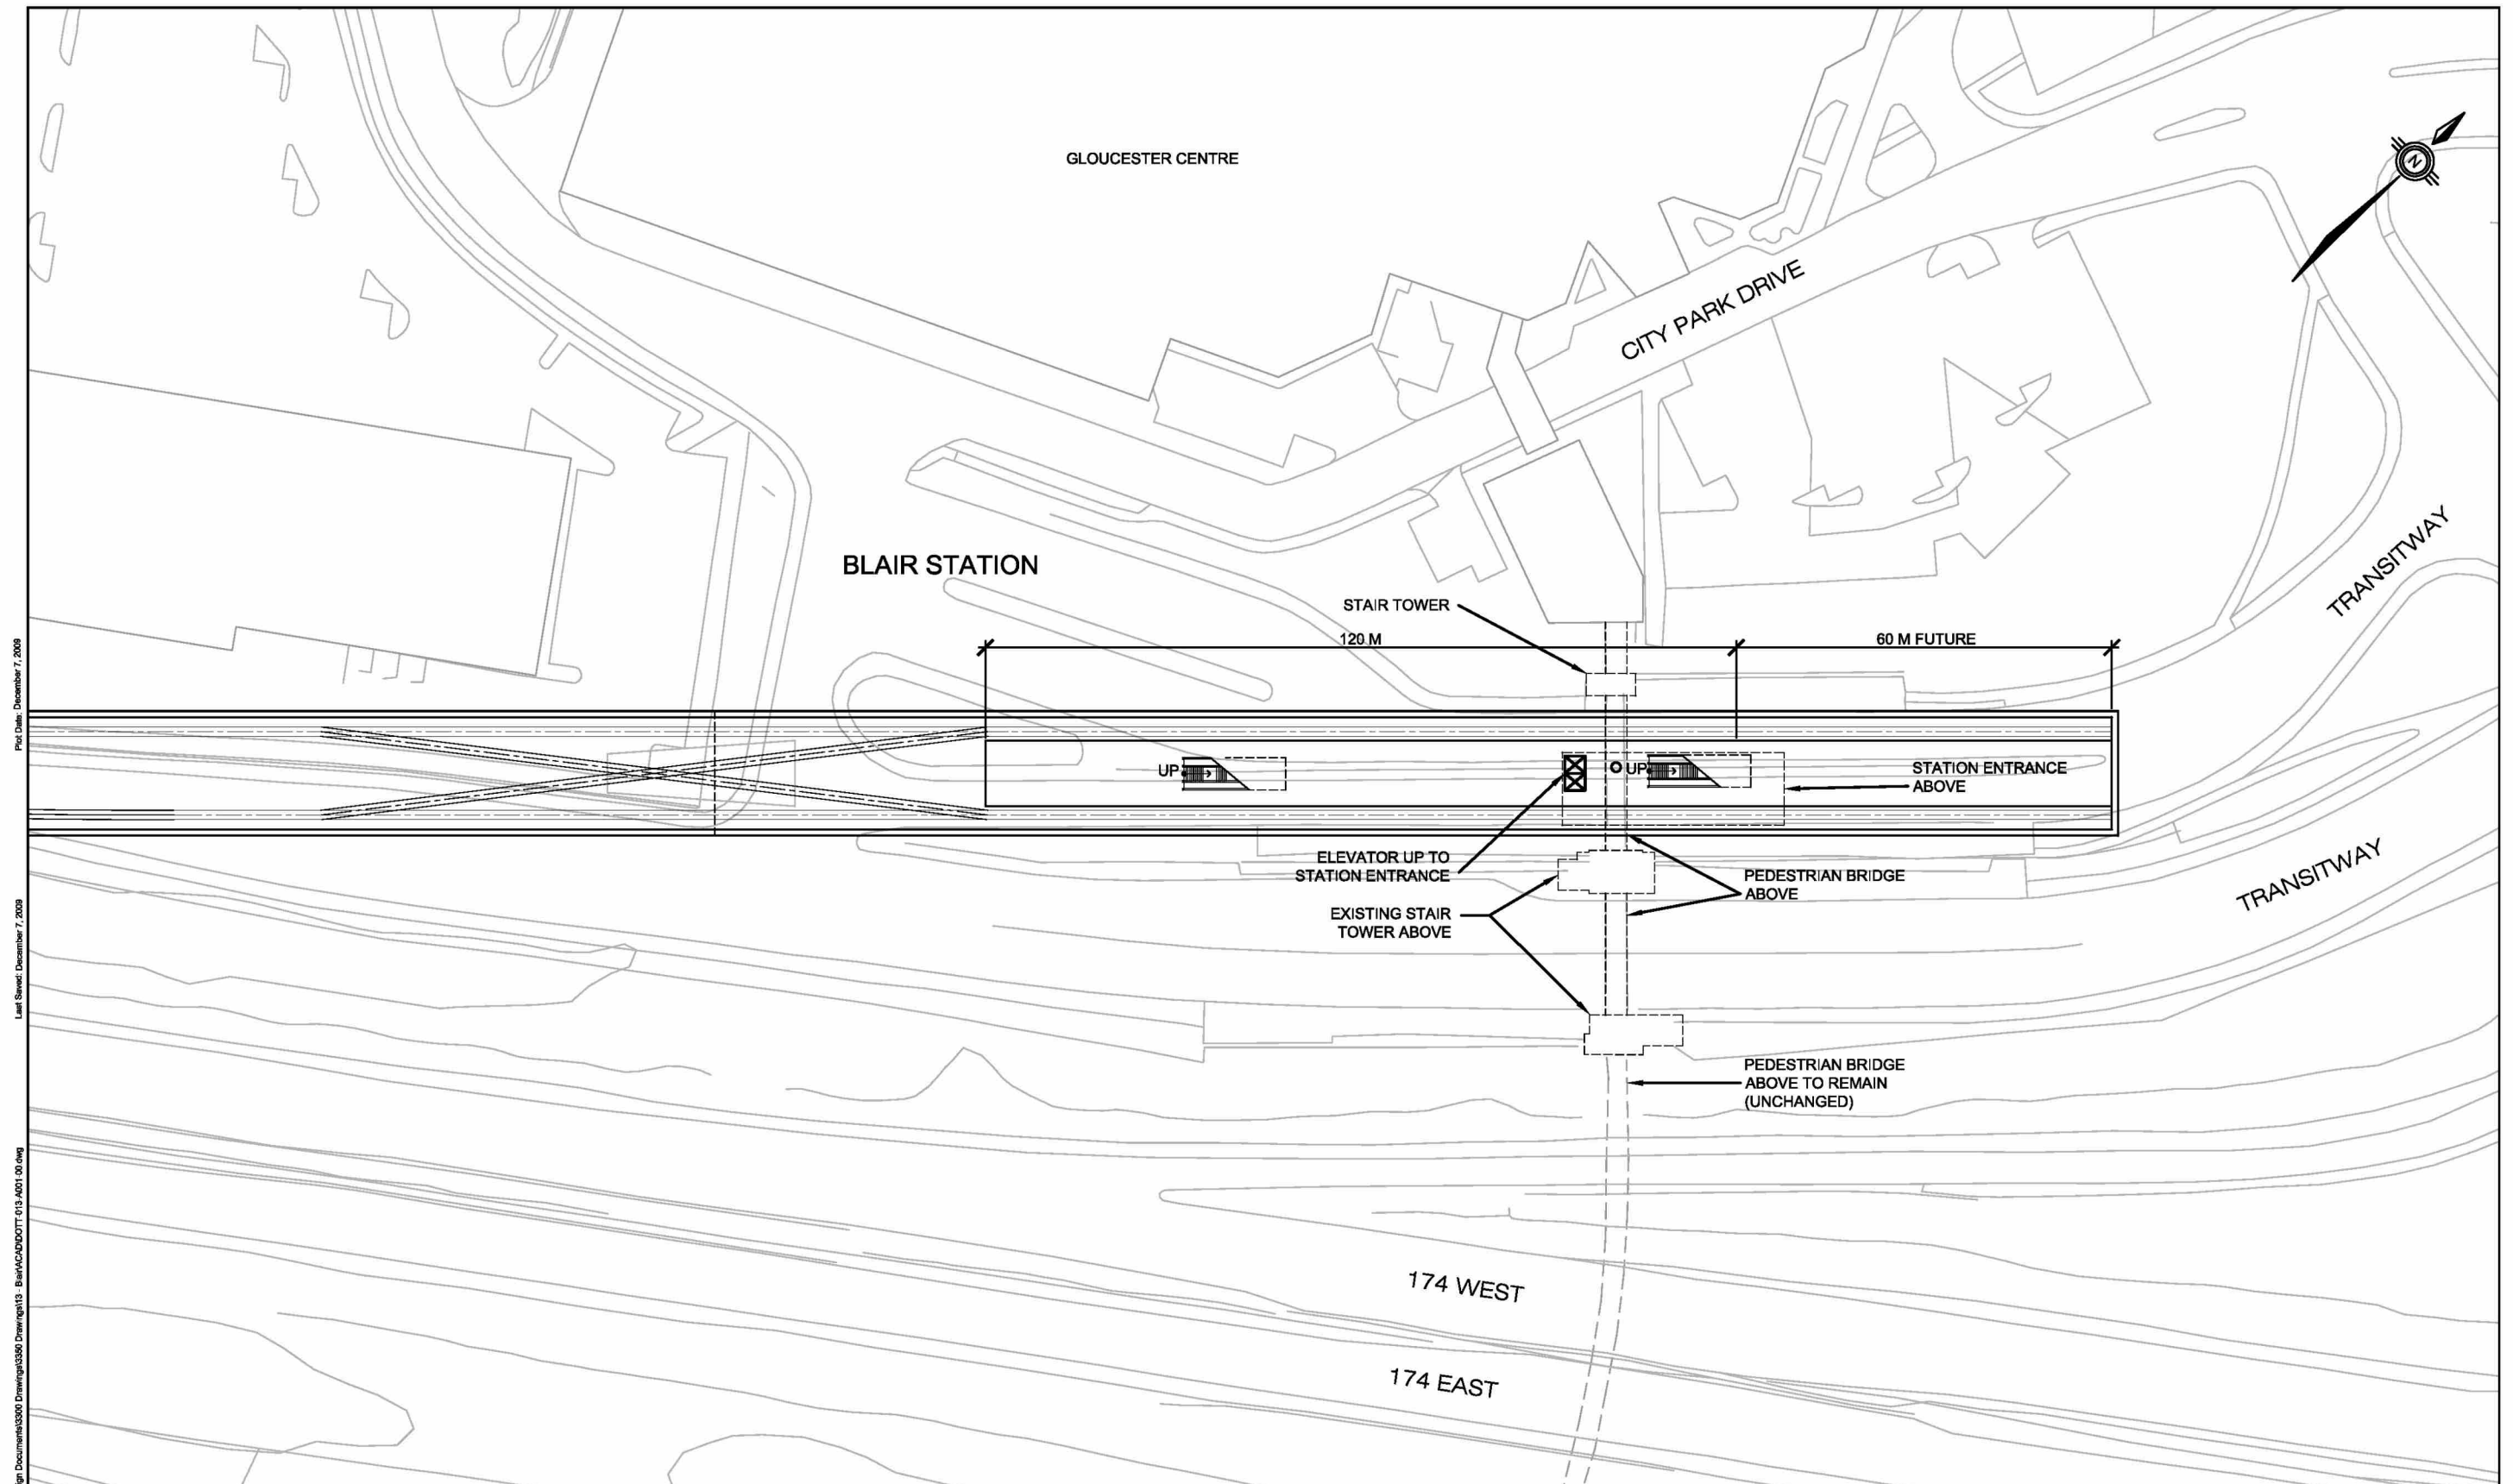 GLOUCESTER CENTRE
N
CITY PARK DRIVE
TRANSITWAY
BLAIR STATION
STAIR TOWER
120 M
60 M FUTURE
UP
UP
STATION ENTRANCE
ABOVE
ELEVATOR UP TO
STATION ENTRANCE
PEDESTRIAN BRIDGE
ABOVE
TRANSITWAY
EXISTING STAIR
TOWER ABOVE
PEDESTRIAN BRIDGE
ABOVE TO REMAIN
(UNCHANGED)
174 WEST
174 EAST
Plot Date: December 7, 2009
Last Saved: December 7, 2009